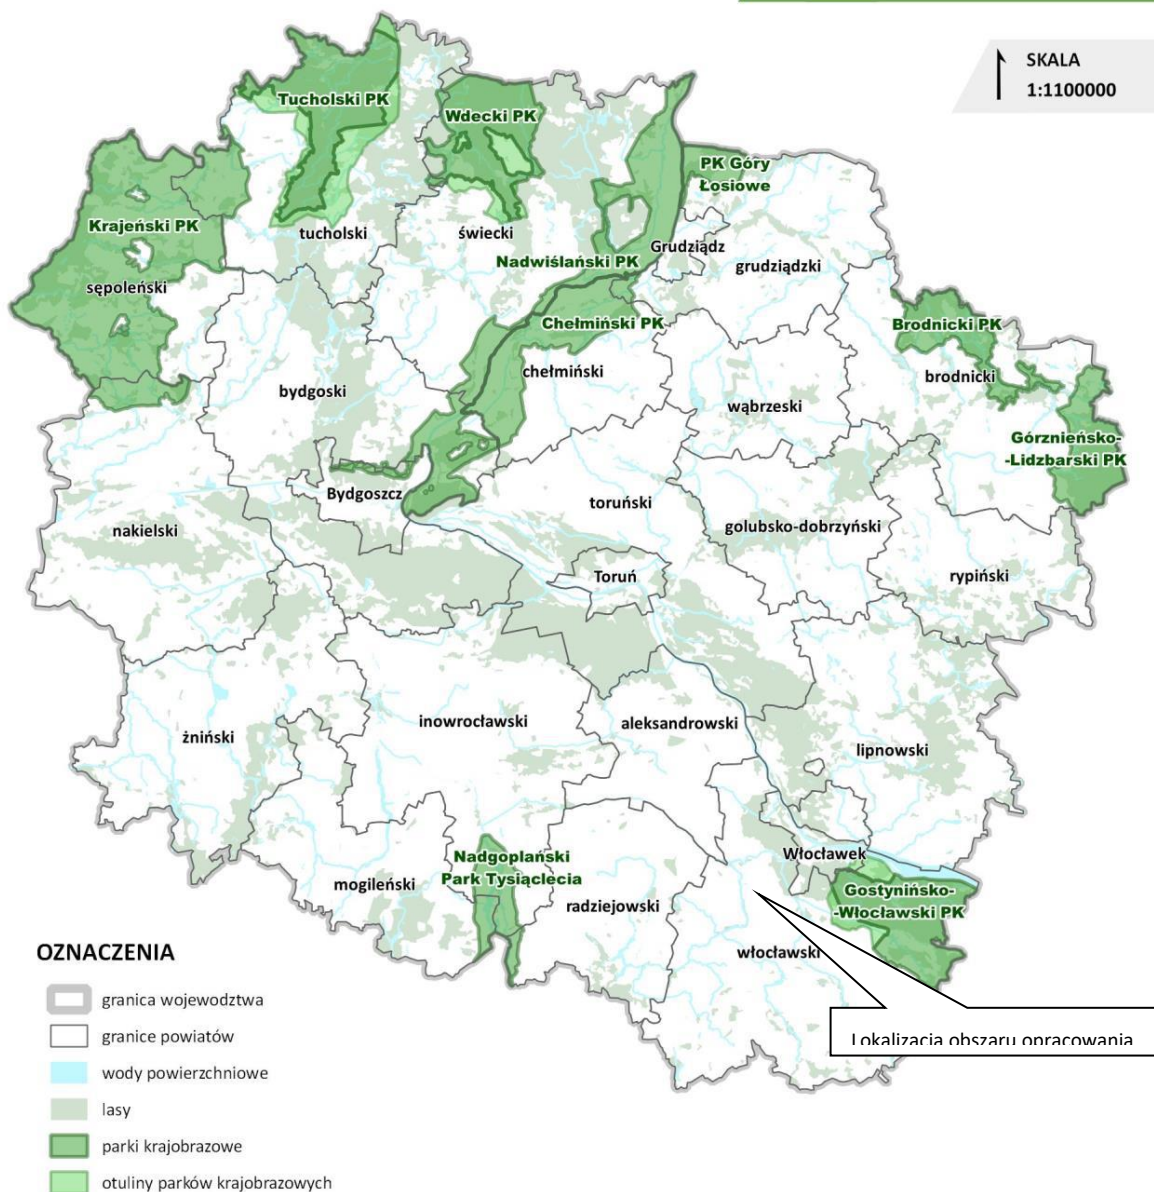 SKALA
1:1100000
Tucholski PK
Wdecki PK
PK Góry
Łosiowe
Krajeński PK
tucholski
świecki
Grudziądz
Nadwiślański PK
grudziądzki
sępoleński
Chełmiński PK
Brodnicki PK
chełmiński
brodnicki
bydgoski
wąbrzeski
Górznieńsko-
-Lidzbarski PK
Bydgoszcz
toruński
golubsko-dobrzyński
nakielski
Toruń
rypiński
inowrocławski
aleksandrowski
żniński
lipnowski
Nadgoplański
Park Tysiąclecia
Włocławek
mogileński
radziejowski
Gostynińsko-
-Włocławski PK
włocławski
Lokalizacja obszaru opracowania
OZNACZENIA
granica wojewodztwa
granice powiatów
wody powierzchniowe
lasy
parki krajobrazowe
otuliny parków krajobrazowych